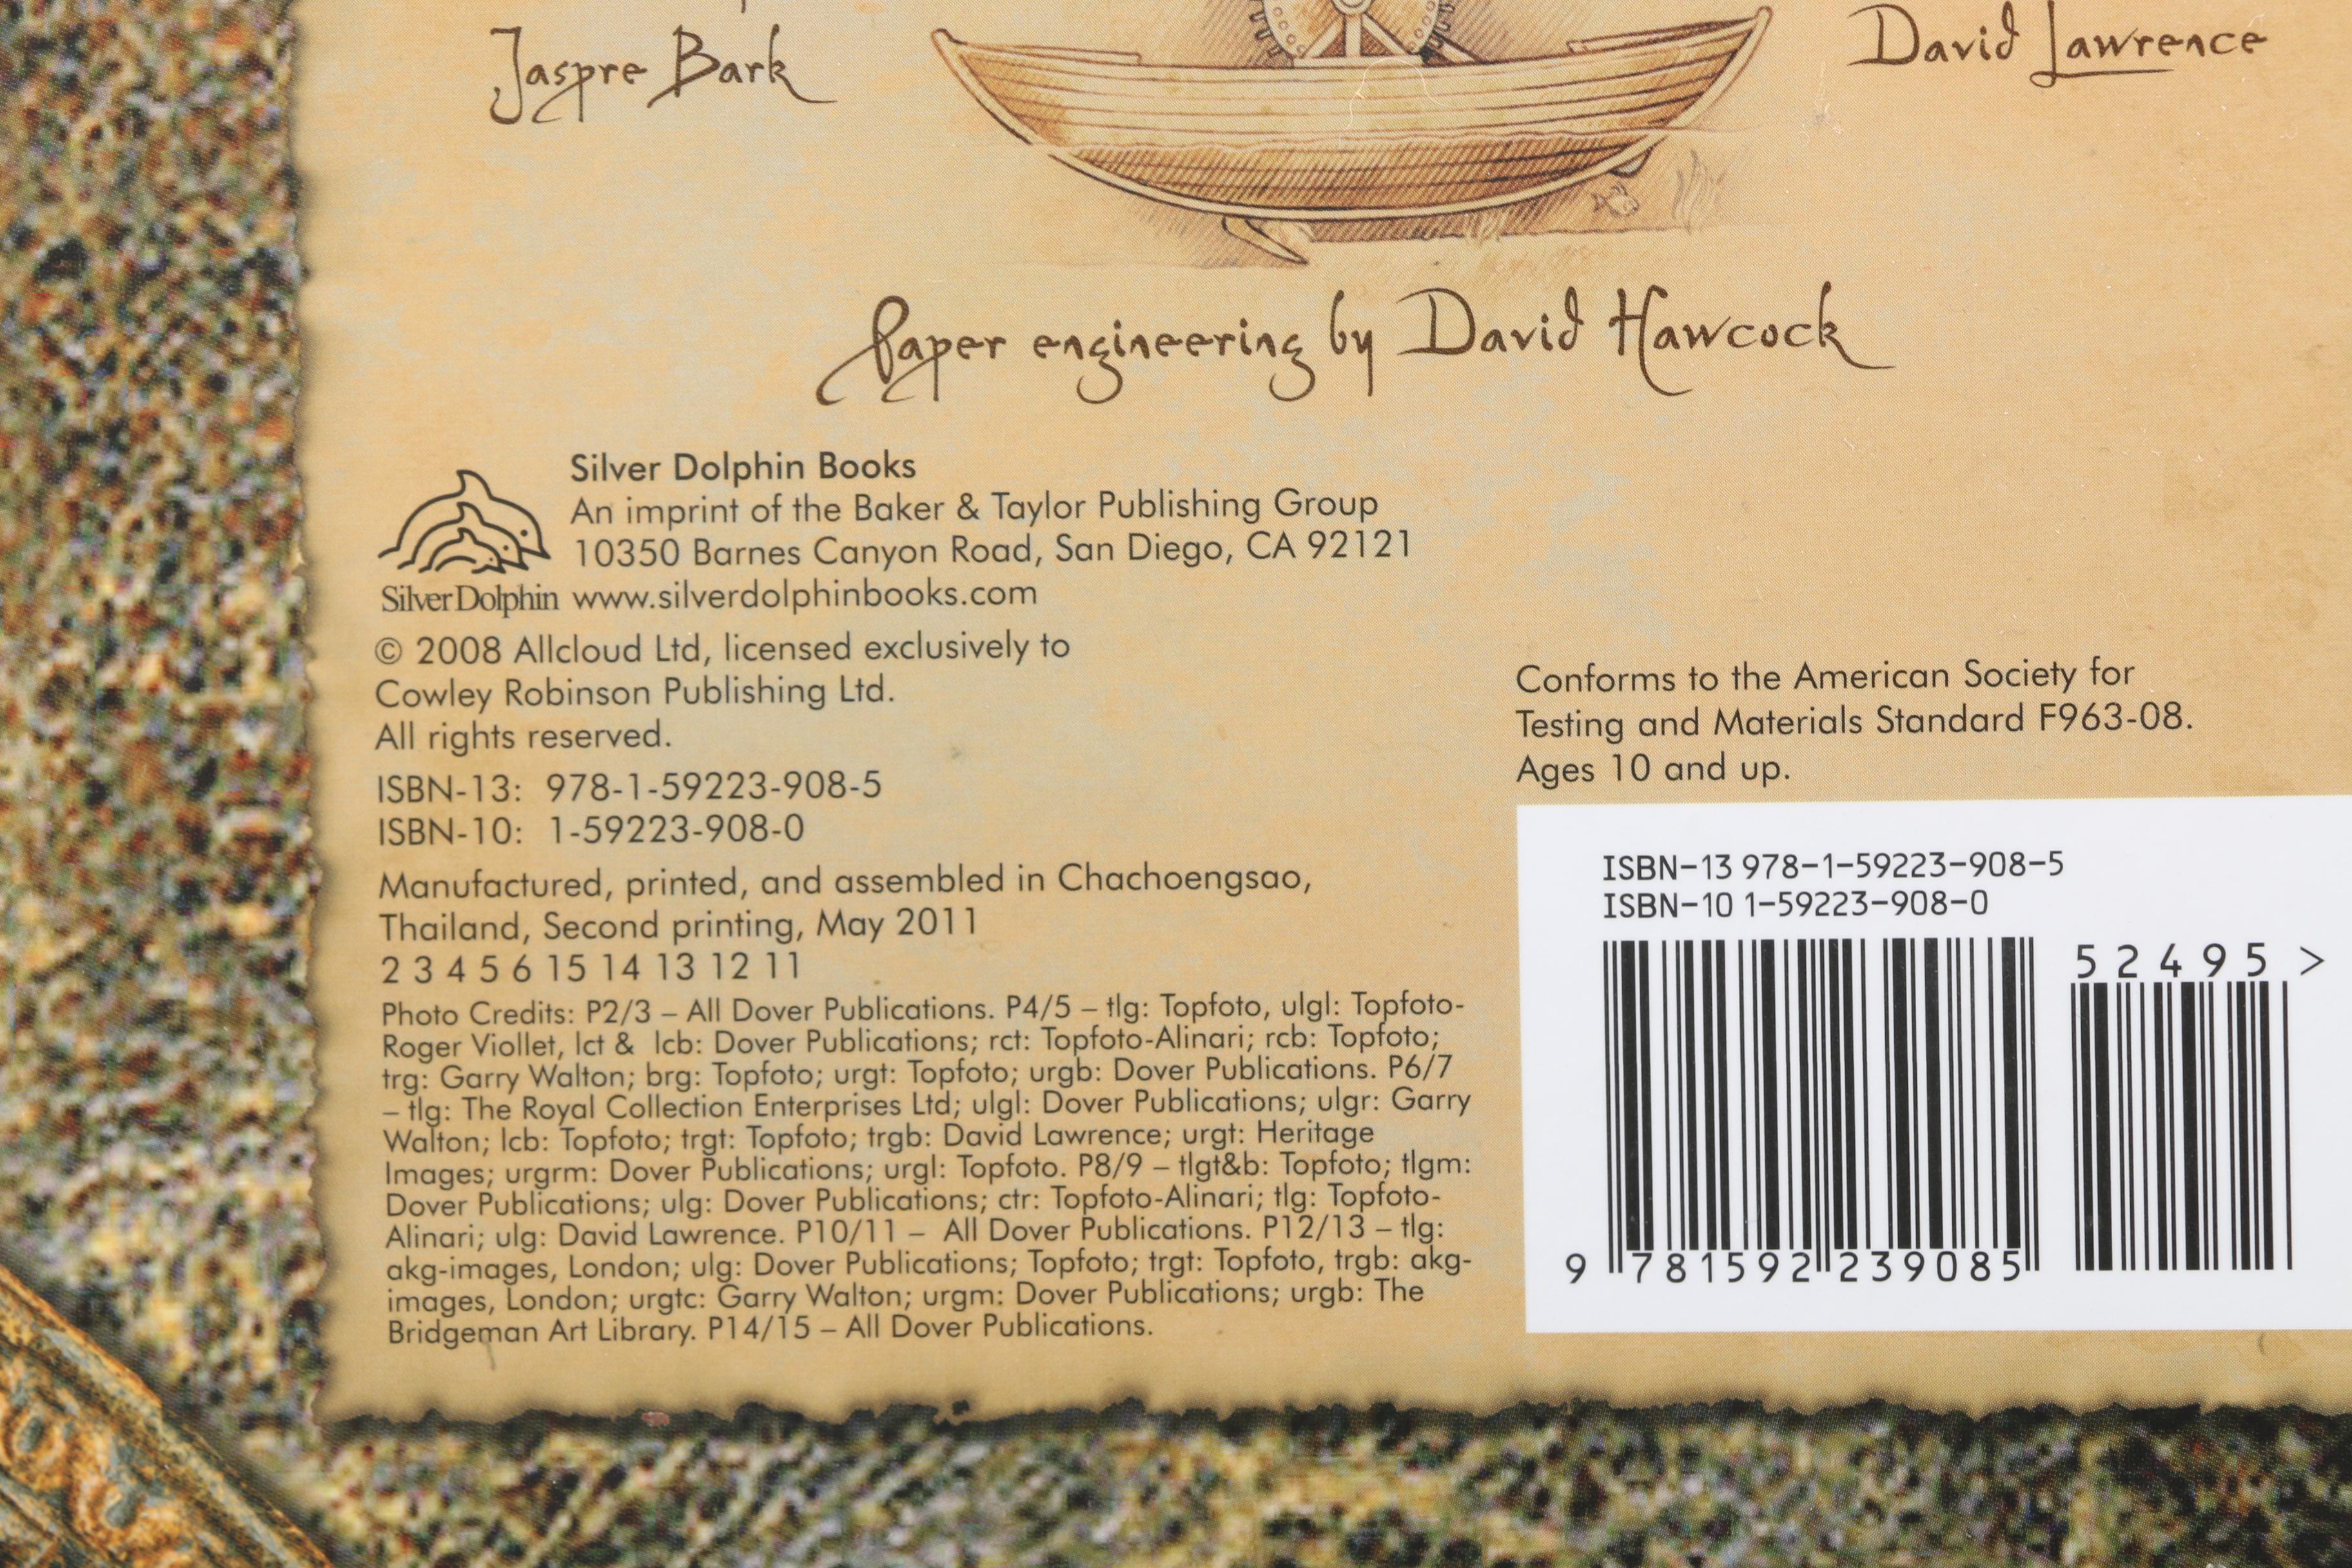 Jaspre Bark
David Lawrence
Paper engineering by David Hawcock
Silver Dolphin Books
An imprint of the Baker & Taylor Publishing Group
10350 Barnes Canyon Road, San Diego, CA 92121
SilverDolphin www.silverdolphinbooks.com
© 2008 Allcloud Ltd, licensed exclusively to
Cowley Robinson Publishing Ltd.
All rights reserved.
ISBN-13: 978-1-59223-908-5
ISBN-10: 1-59223-908-0
Manufactured, printed, and assembled in Chachoengsao,
Thailand, Second printing, May 2011
2 3 4 5 6 15 14 13 12 11
Photo Credits: P2/3 – All Dover Publications. P4/5 – tlg: Topfoto, ulgl: Topfoto-
Roger Viollet, lct & lcb: Dover Publications; rct: Topfoto-Alinari; rcb: Topfoto;
trg: Garry Walton; brg: Topfoto; urgt: Topfoto; urgb: Dover Publications. P6/7
– tlg: The Royal Collection Enterprises Ltd; ulgl: Dover Publications; ulgr: Garry
Walton; lcb: Topfoto; trgt: Topfoto; trgb: David Lawrence; urgt: Heritage
Images; urgrm: Dover Publications; urgl: Topfoto. P8/9 – tlgt&b: Topfoto; tlgm:
Dover Publications; ulg: Dover Publications; ctr: Topfoto-Alinari; tlg: Topfoto-
Alinari; ulg: David Lawrence. P10/11 – All Dover Publications. P12/13 – tlg:
akg-images, London; ulg: Dover Publications; Topfoto; trgt: Topfoto, trgb: akg-
images, London; urgtc: Garry Walton; urgm: Dover Publications; urgb: The
Bridgeman Art Library. P14/15 – All Dover Publications.
Conforms to the American Society for
Testing and Materials Standard F963-08.
Ages 10 and up.
ISBN-13 978-1-59223-908-5
ISBN-10 1-59223-908-0
52495 >
9 781592 239085